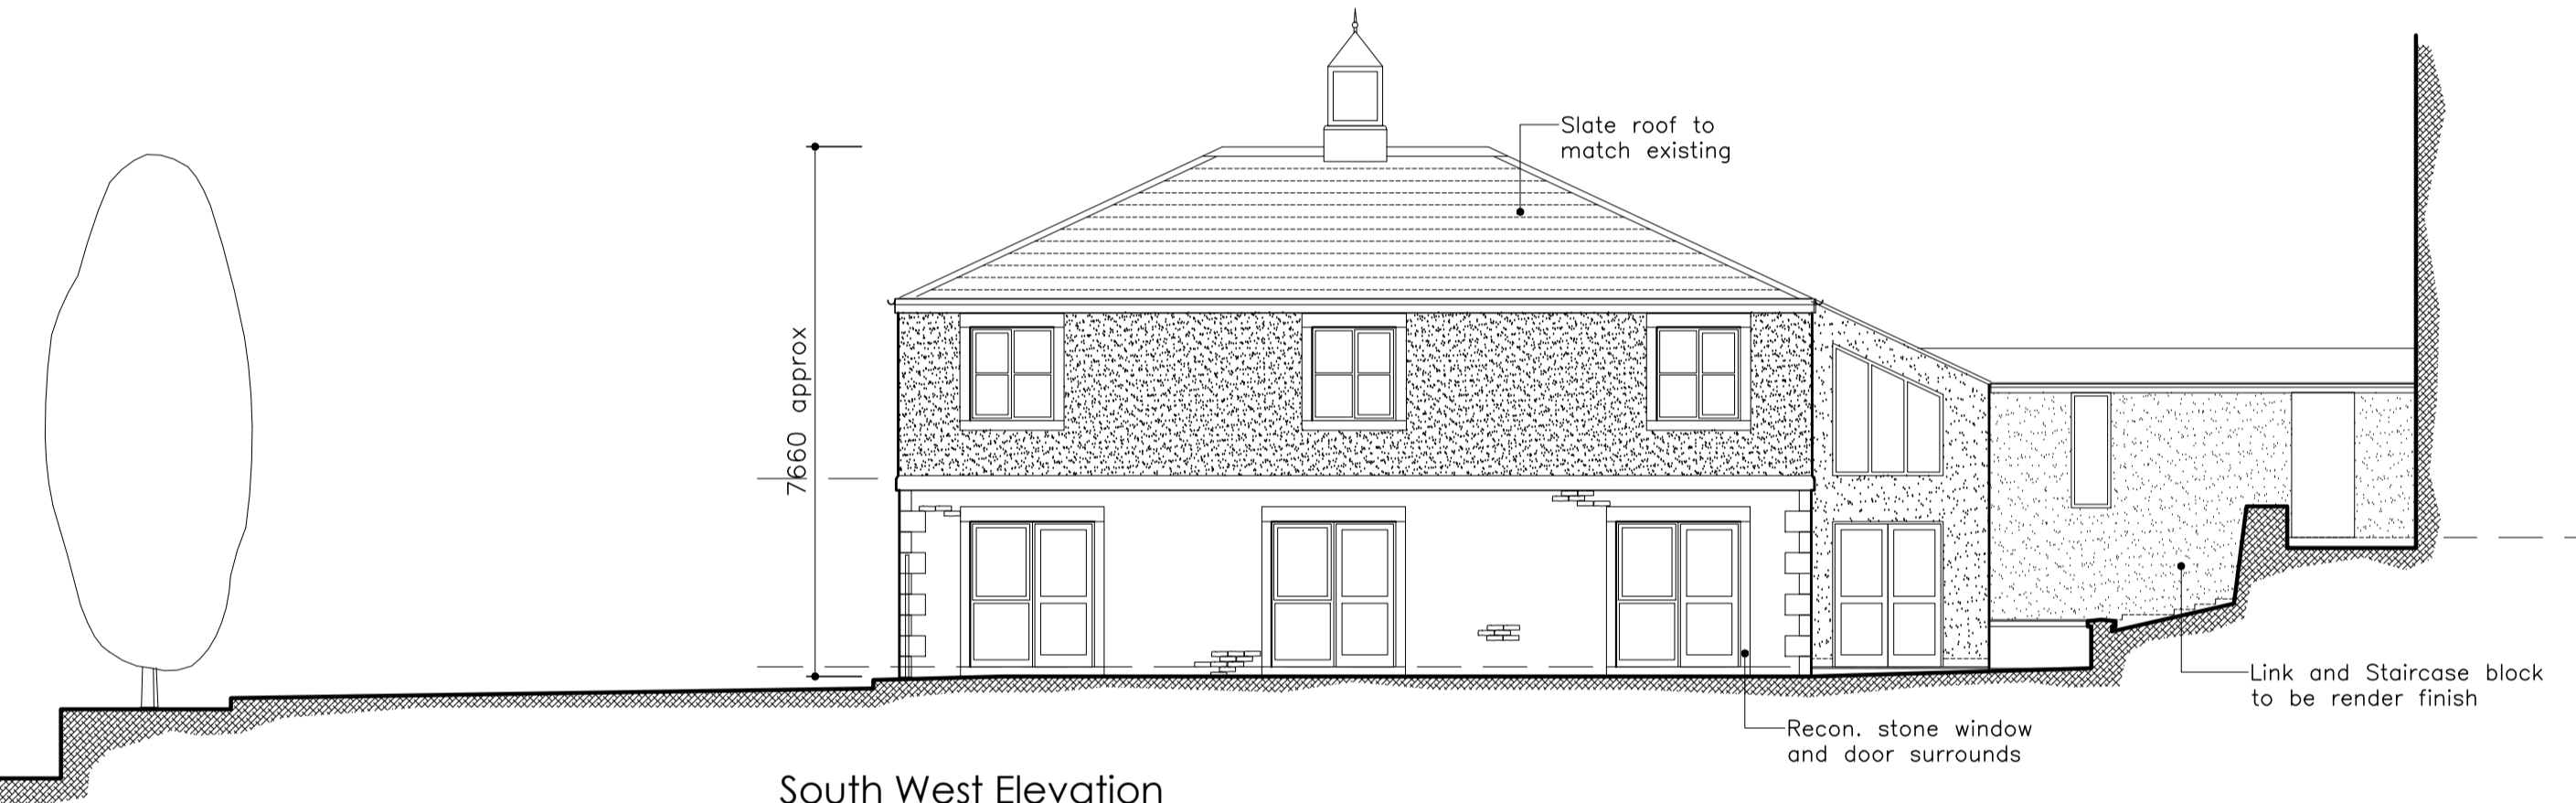 Slate roof to
match existing
7660 approx
Link and Staircase block
to be render finish
Recon. stone window
and door surrounds
South West Elevation